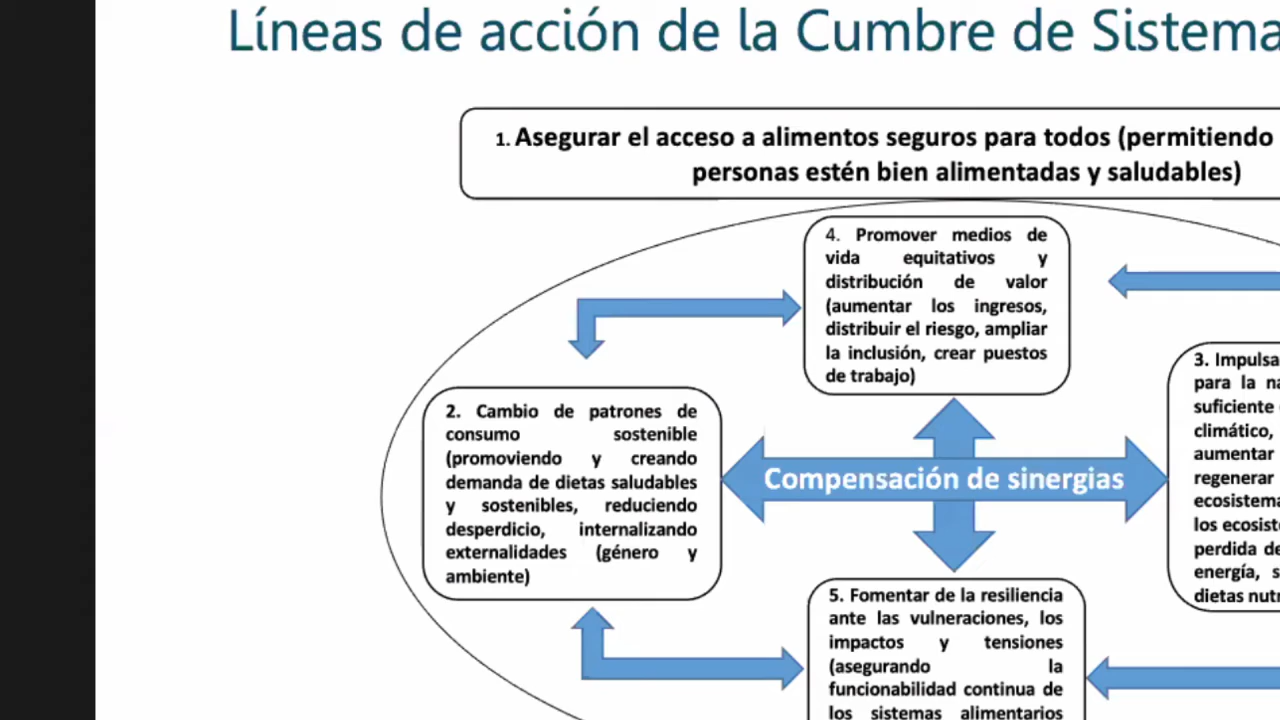 Líneas de acción de la Cumbre de Sistema
1. Asegurar el acceso a alimentos seguros para todos (permitiendo
personas estén bien alimentadas y saludables)
4. Promover medios de
vida equitativos y
distribución de valor
(aumentar los ingresos,
distribuir el riesgo, ampliar
la inclusión, crear puestos
de trabajo)
2. Cambio de patrones de
consumo sostenible
(promoviendo y creando
demanda de dietas saludables
y sostenibles, reduciendo
desperdicio, internalizando
externalidades (género y
ambiente)
Compensación de sinergias
3. Impulsa
para la na
suficiente
climático,
aumentar
regenerar
ecosistema
los ecosist
perdida de
energía, s
dietas nutr
5. Fomentar de la resiliencia
ante las vulneraciones, los
impactos y tensiones
(asegurando la
funcionabilidad continua de
los sistemas alimentarios